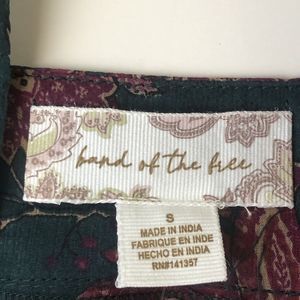 band of the free
S
MADE IN INDIA
FABRIQUE EN INDE
HECHO EN INDIA
RN#141357